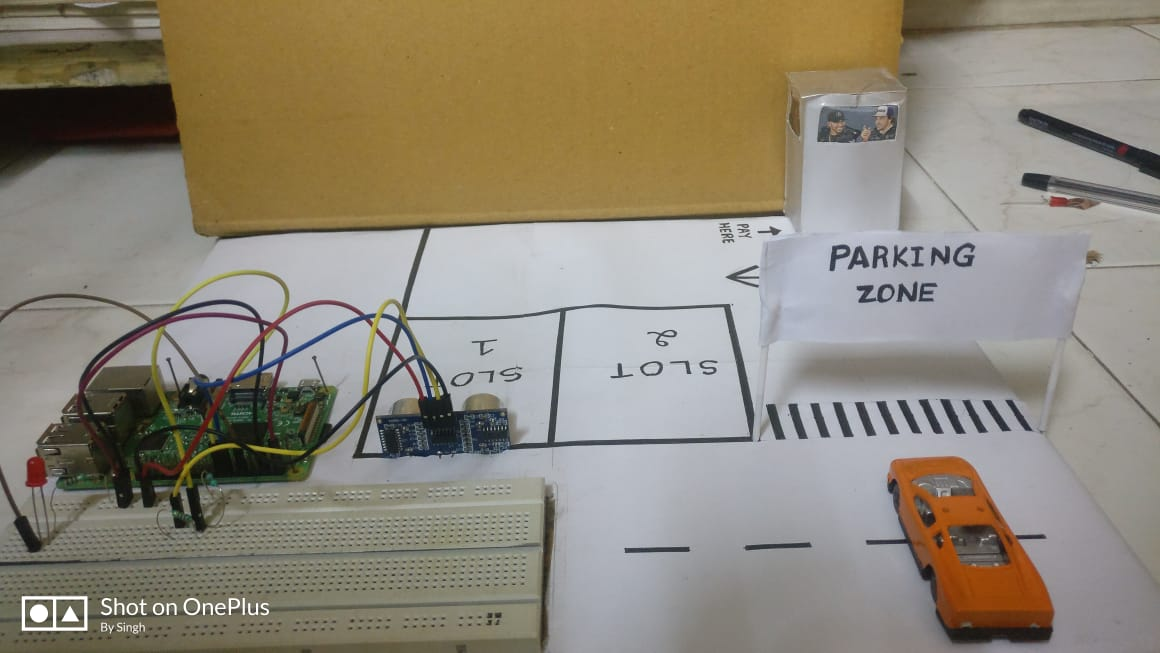 PAY
HERE
PARKING
ZONE
SLOT
1
SLOT
2
Shot on OnePlus
By Singh